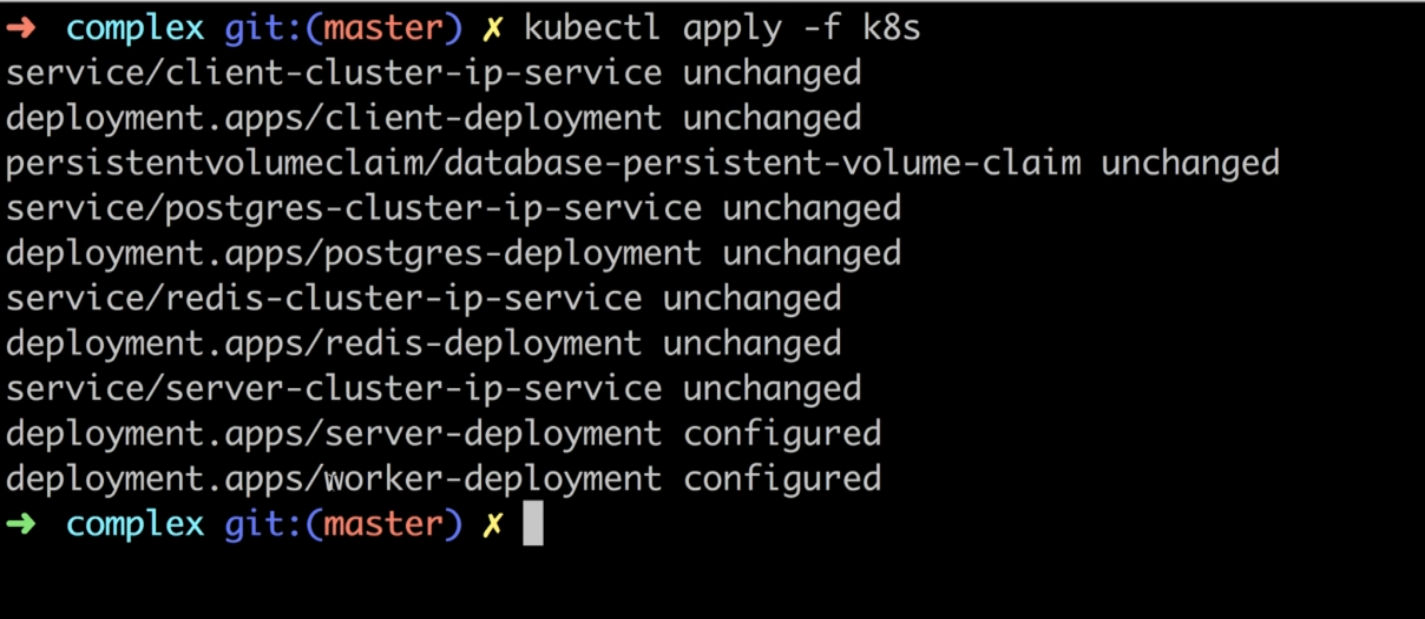 ➜ complex git:(master) ✗ kubectl apply -f k8s
service/client-cluster-ip-service unchanged
deployment.apps/client-deployment unchanged
persistentvolumeclaim/database-persistent-volume-claim unchanged
service/postgres-cluster-ip-service unchanged
deployment.apps/postgres-deployment unchanged
service/redis-cluster-ip-service unchanged
deployment.apps/redis-deployment unchanged
service/server-cluster-ip-service unchanged
deployment.apps/server-deployment configured
deployment.apps/worker-deployment configured
➜ complex git:(master) ✗